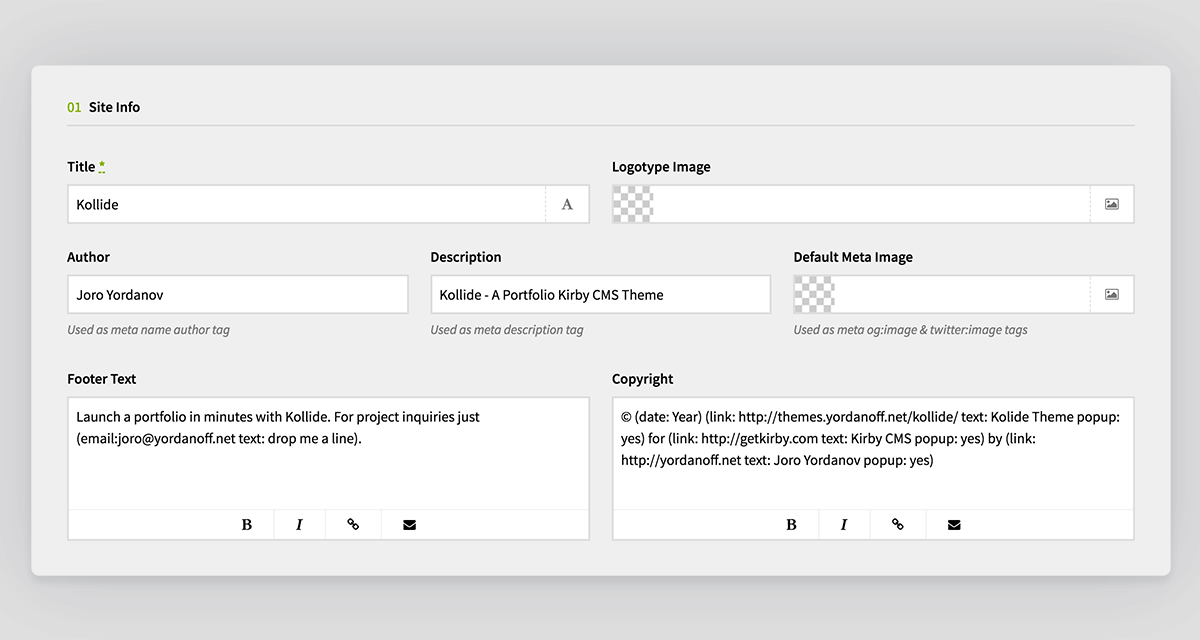 01 Site Info
Title *
Logotype Image
Kollide
A
Author
Description
Default Meta Image
Joro Yordanov
Kollide - A Portfolio Kirby CMS Theme
Used as meta name author tag
Used as meta description tag
Used as meta og:image & twitter:image tags
Footer Text
Launch a portfolio in minutes with Kollide. For project inquiries just
(email:joro@yordanoff.net text: drop me a line).
B I
Copyright
© (date: Year) (link: http://themes.yordanoff.net/kollide/ text: Kolide Theme popup:
yes) for (link: http://getkirby.com text: Kirby CMS popup: yes) by (link:
http://yordanoff.net text: Joro Yordanov popup: yes)
B I